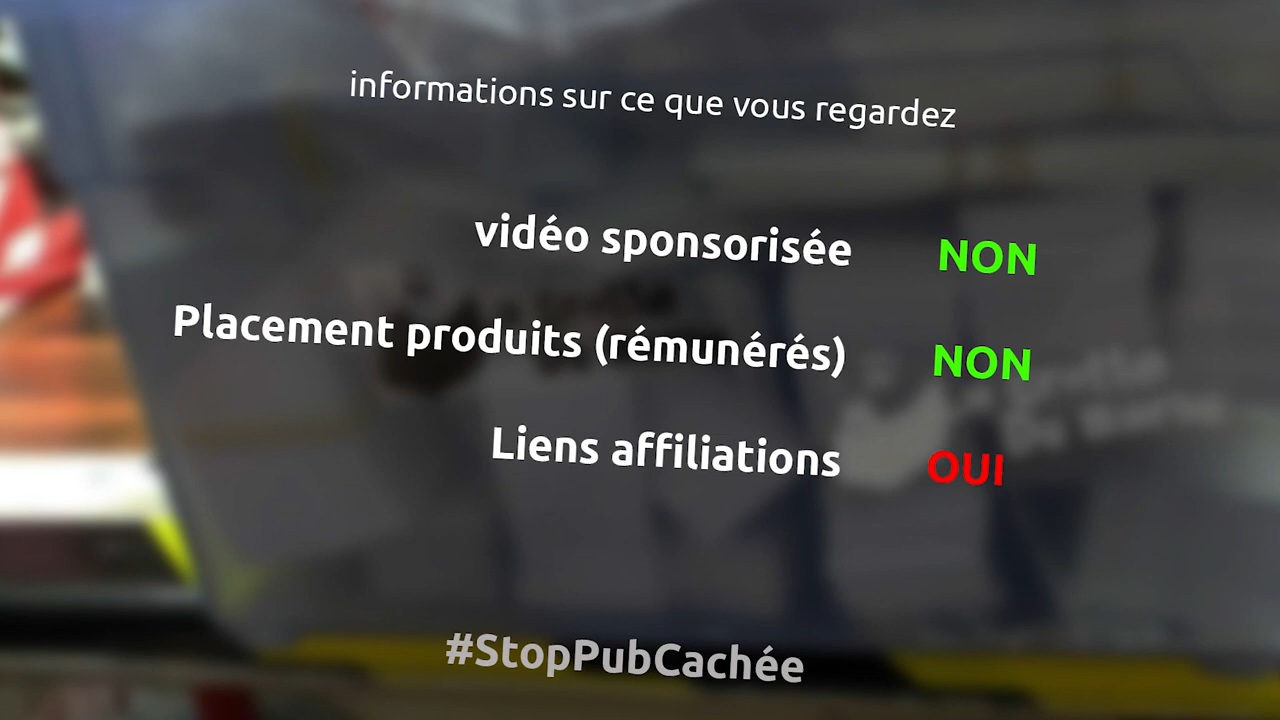 informations sur ce que vous regardez
vidéo sponsorisée NON
Placement produits (rémunérés) NON
Liens affiliations OUI
#StopPubCachée